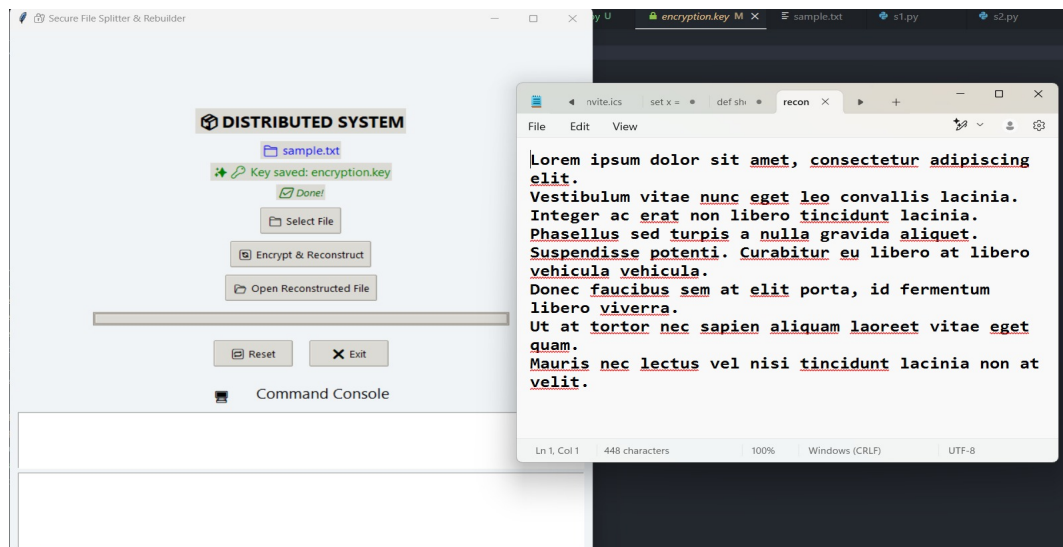 Secure File Splitter & Rebuilder
py U
encryption.key M
sample.txt
s1.py
s2.py
DISTRIBUTED SYSTEM
sample.txt
Key saved: encryption.key
Done!
Select File
Encrypt & Reconstruct
Open Reconstructed File
Reset
Exit
Command Console
nvite.ics
set x =
def sh
recon
File Edit View
Lorem ipsum dolor sit amet, consectetur adipiscing
elit.
Vestibulum vitae nunc eget leo convallis lacinia.
Integer ac erat non libero tincidunt lacinia.
Phasellus sed turpis a nulla gravida aliquet.
Suspendisse potenti. Curabitur eu libero at libero
vehicula vehicula.
Donec faucibus sem at elit porta, id fermentum
libero viverra.
Ut at tortor nec sapien aliquam laoreet vitae eget
quam.
Mauris nec lectus vel nisi tincidunt lacinia non at
velit.
Ln 1, Col 1
448 characters
100%
Windows (CRLF)
UTF-8